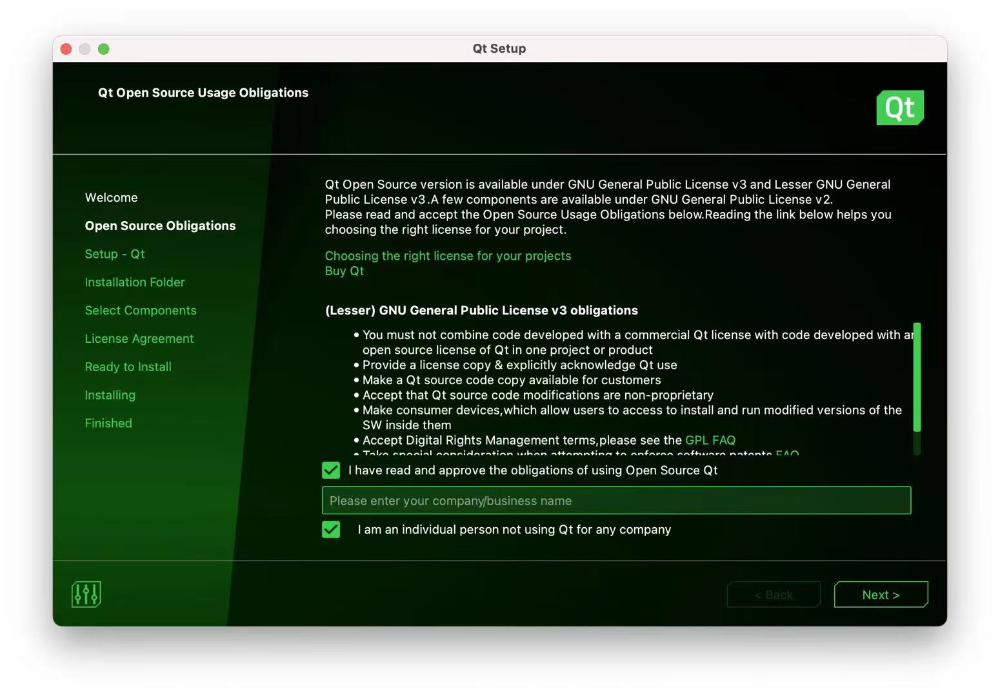 Qt Setup
Qt Open Source Usage Obligations
Qt
Welcome
Open Source Obligations
Setup - Qt
Installation Folder
Select Components
License Agreement
Ready to Install
Installing
Finished
Qt Open Source version is available under GNU General Public License v3 and Lesser GNU General
Public License v3.A few components are available under GNU General Public License v2.
Please read and accept the Open Source Usage Obligations below.Reading the link below helps you
choosing the right license for your project.
Choosing the right license for your projects
Buy Qt
(Lesser) GNU General Public License v3 obligations
• You must not combine code developed with a commercial Qt license with code developed with an
open source license of Qt in one project or product
• Provide a license copy & explicitly acknowledge Qt use
• Make a Qt source code copy available for customers
• Accept that Qt source code modifications are non-proprietary
• Make consumer devices,which allow users to access to install and run modified versions of the
SW inside them
• Accept Digital Rights Management terms,please see the GPL FAQ
• Take special consideration when attempting to enforce software patents FAQ
I have read and approve the obligations of using Open Source Qt
Please enter your company/business name
I am an individual person not using Qt for any company
< Back
Next >